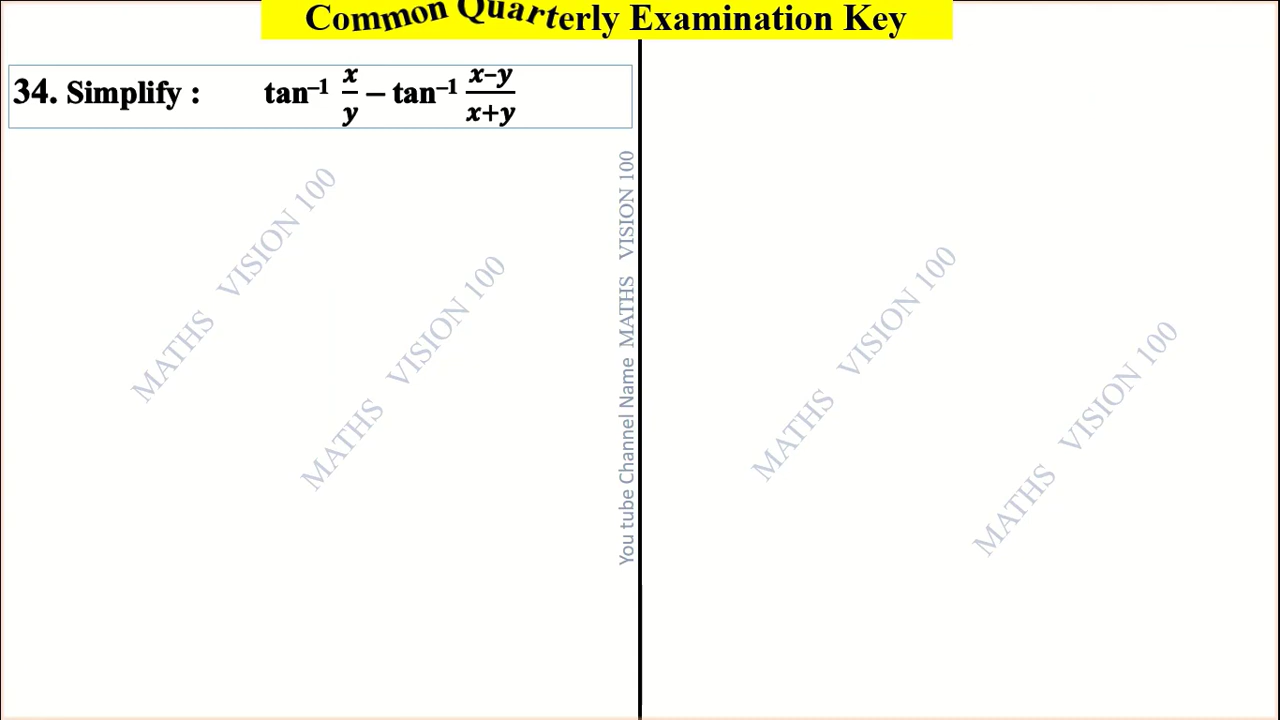 Common Quarterly Examination Key
34. Simplify : tan⁻¹ x/y – tan⁻¹ x–y/x+y
MATHS VISION 100
MATHS VISION 100
You tube Channel Name MATHS VISION 100
MATHS VISION 100
MATHS VISION 100